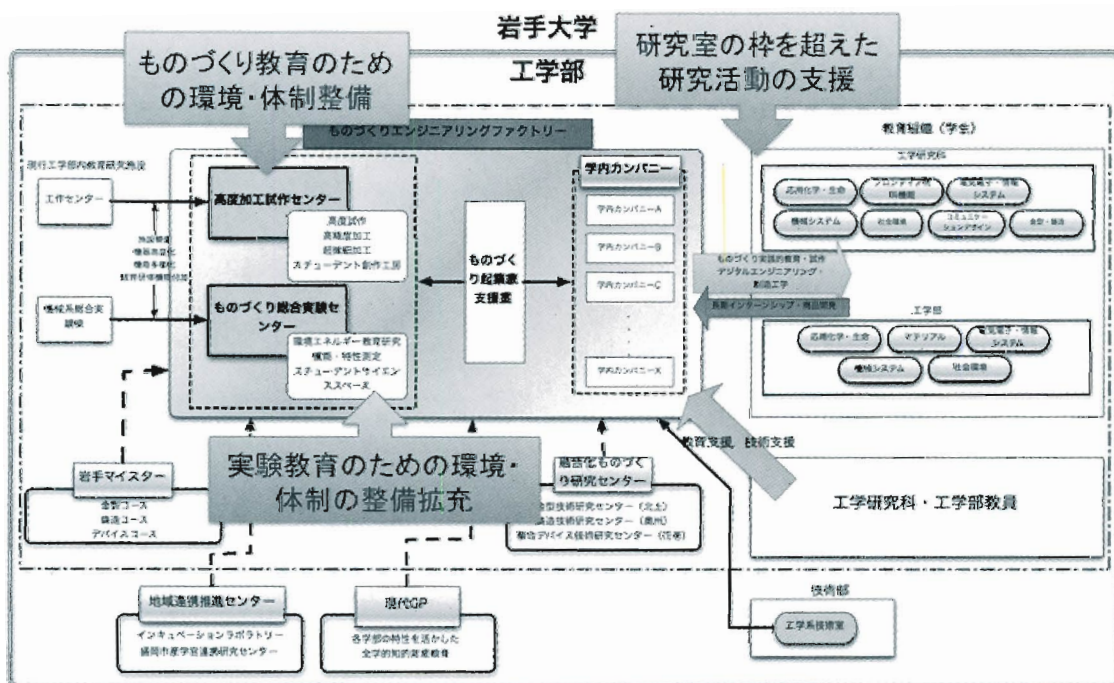 岩手大学
工学部
ものづくり教育のため
の環境・体制整備
研究室の枠を超えた
研究活動の支援
ものづくりエンジニアリングファクトリー
教育組織（学会）
現行工学部内教育研究施設
工作センター
機械系総合実
験棟
施設整備
機器高度化
機能多様化
高度加工試作センター
高度試作
高精度加工
超微細加工
スチューデント創作工房
ものづくり総合実験セ
ンター
環境エネルギー教育研究
機能・特性測定
スチューデントサイエン
ススペース
ものづく
り起業家
支援室
学内カンパニー
学内カンパニーA
学内カンパニーB
学内カンパニーC
学内カンパニーX
工学研究科
応用化学・生命
フロンティア材
料機能
電気電子・情報
システム
機械システム
社会環境
コミュニケー
ションデザイン
金型・鋳造
ものづくり実践的教育・試作
デジタルエンジニアリング・
創造工学
長期インターンシップ・商品開発
工学部
応用化学・生命
マテリアル
電気電子・情報
システム
機械システム
社会環境
教育支援、技術支援
工学研究科・工学部教員
実験教育のための環境・
体制の整備拡充
岩手マイスター
金型コース
鋳造コース
デバイスコース
融合化ものづく
り研究センター
金型技術研究センター（北上）
鋳造技術研究センター（奥州）
複合デバイス技術研究センター（花巻）
地域連携推進センター
インキュベーションラボラトリー
盛岡市産学官連携研究センター
現代GP
各学部の特性を活かした
全学的知的財産教育
技術部
工学系技術室